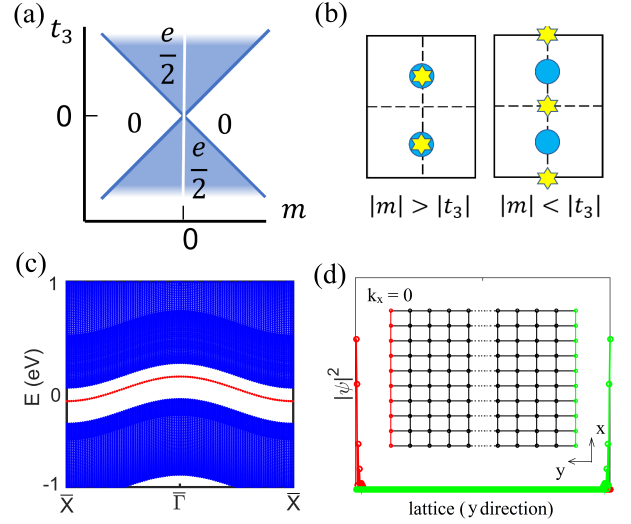 (a)
t₃
e
2
0
0
0
e
2
m
0
(b)
|m| > |t₃| |m| < |t₃|
(c)
1
E (eV)
0
-1
X̅ Γ̅ X̅
(d)
kₓ = 0
|ψ|²
x
y
lattice (y direction)